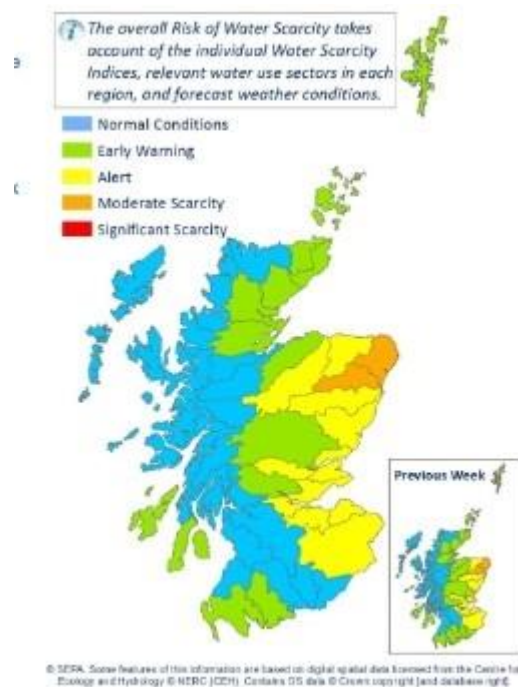 The overall Risk of Water Scarcity takes
account of the individual Water Scarcity
Indices, relevant water use sectors in each
region, and forecast weather conditions.
Normal Conditions
Early Warning
Alert
Moderate Scarcity
Significant Scarcity
Previous Week
© SEPA. Some features of this information are based on digital spatial data licensed from the Centre for
Ecology and Hydrology © NERC (CEH). Contains OS data © Crown copyright [and database right]